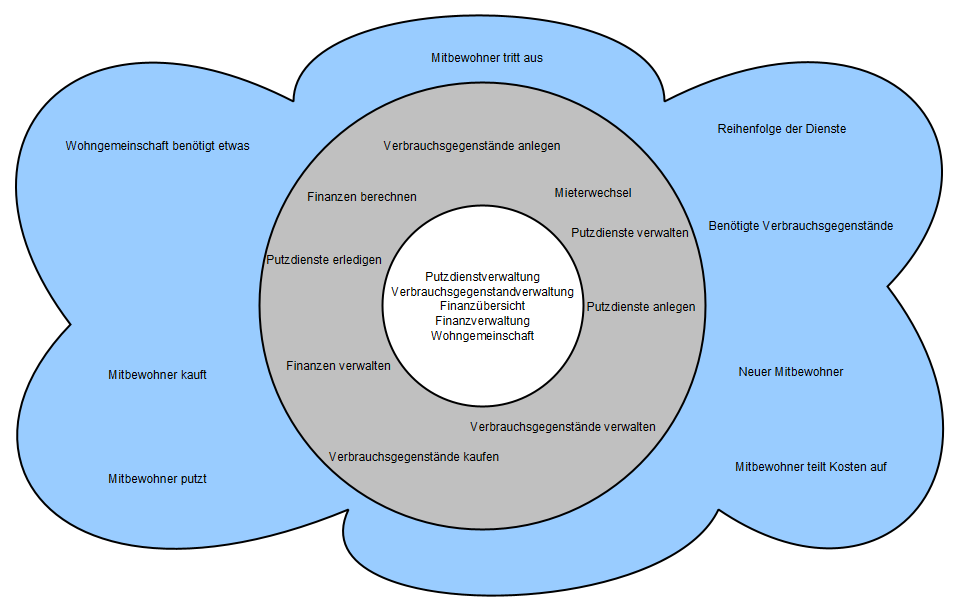 Mitbewohner tritt aus
Reihenfolge der Dienste
Wohngemeinschaft benötigt etwas
Verbrauchsgegenstände anlegen
Mieterwechsel
Finanzen berechnen
Benötigte Verbrauchsgegenstände
Putzdienste verwalten
Putzdienste erledigen
Putzdienstverwaltung
Verbrauchsgegenstandverwaltung
Finanzübersicht
Finanzverwaltung
Wohngemeinschaft
Putzdienste anlegen
Finanzen verwalten
Neuer Mitbewohner
Mitbewohner kauft
Verbrauchsgegenstände verwalten
Verbrauchsgegenstände kaufen
Mitbewohner teilt Kosten auf
Mitbewohner putzt